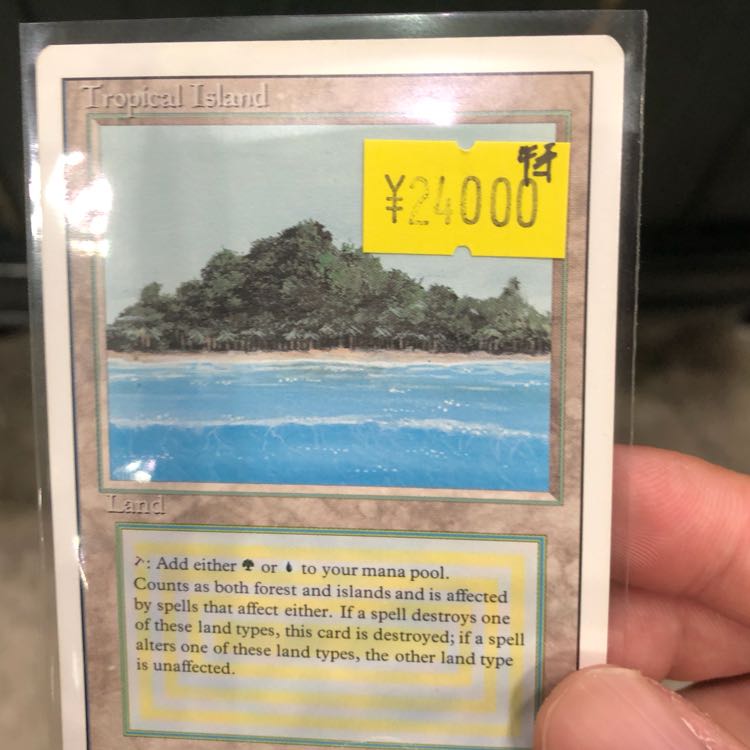 Tropical Island
¥24000
Land
: Add either or to your mana pool.
Counts as both forest and islands and is affected
by spells that affect either. If a spell destroys one
of these land types, this card is destroyed; if a spell
alters one of these land types, the other land type
is unaffected.